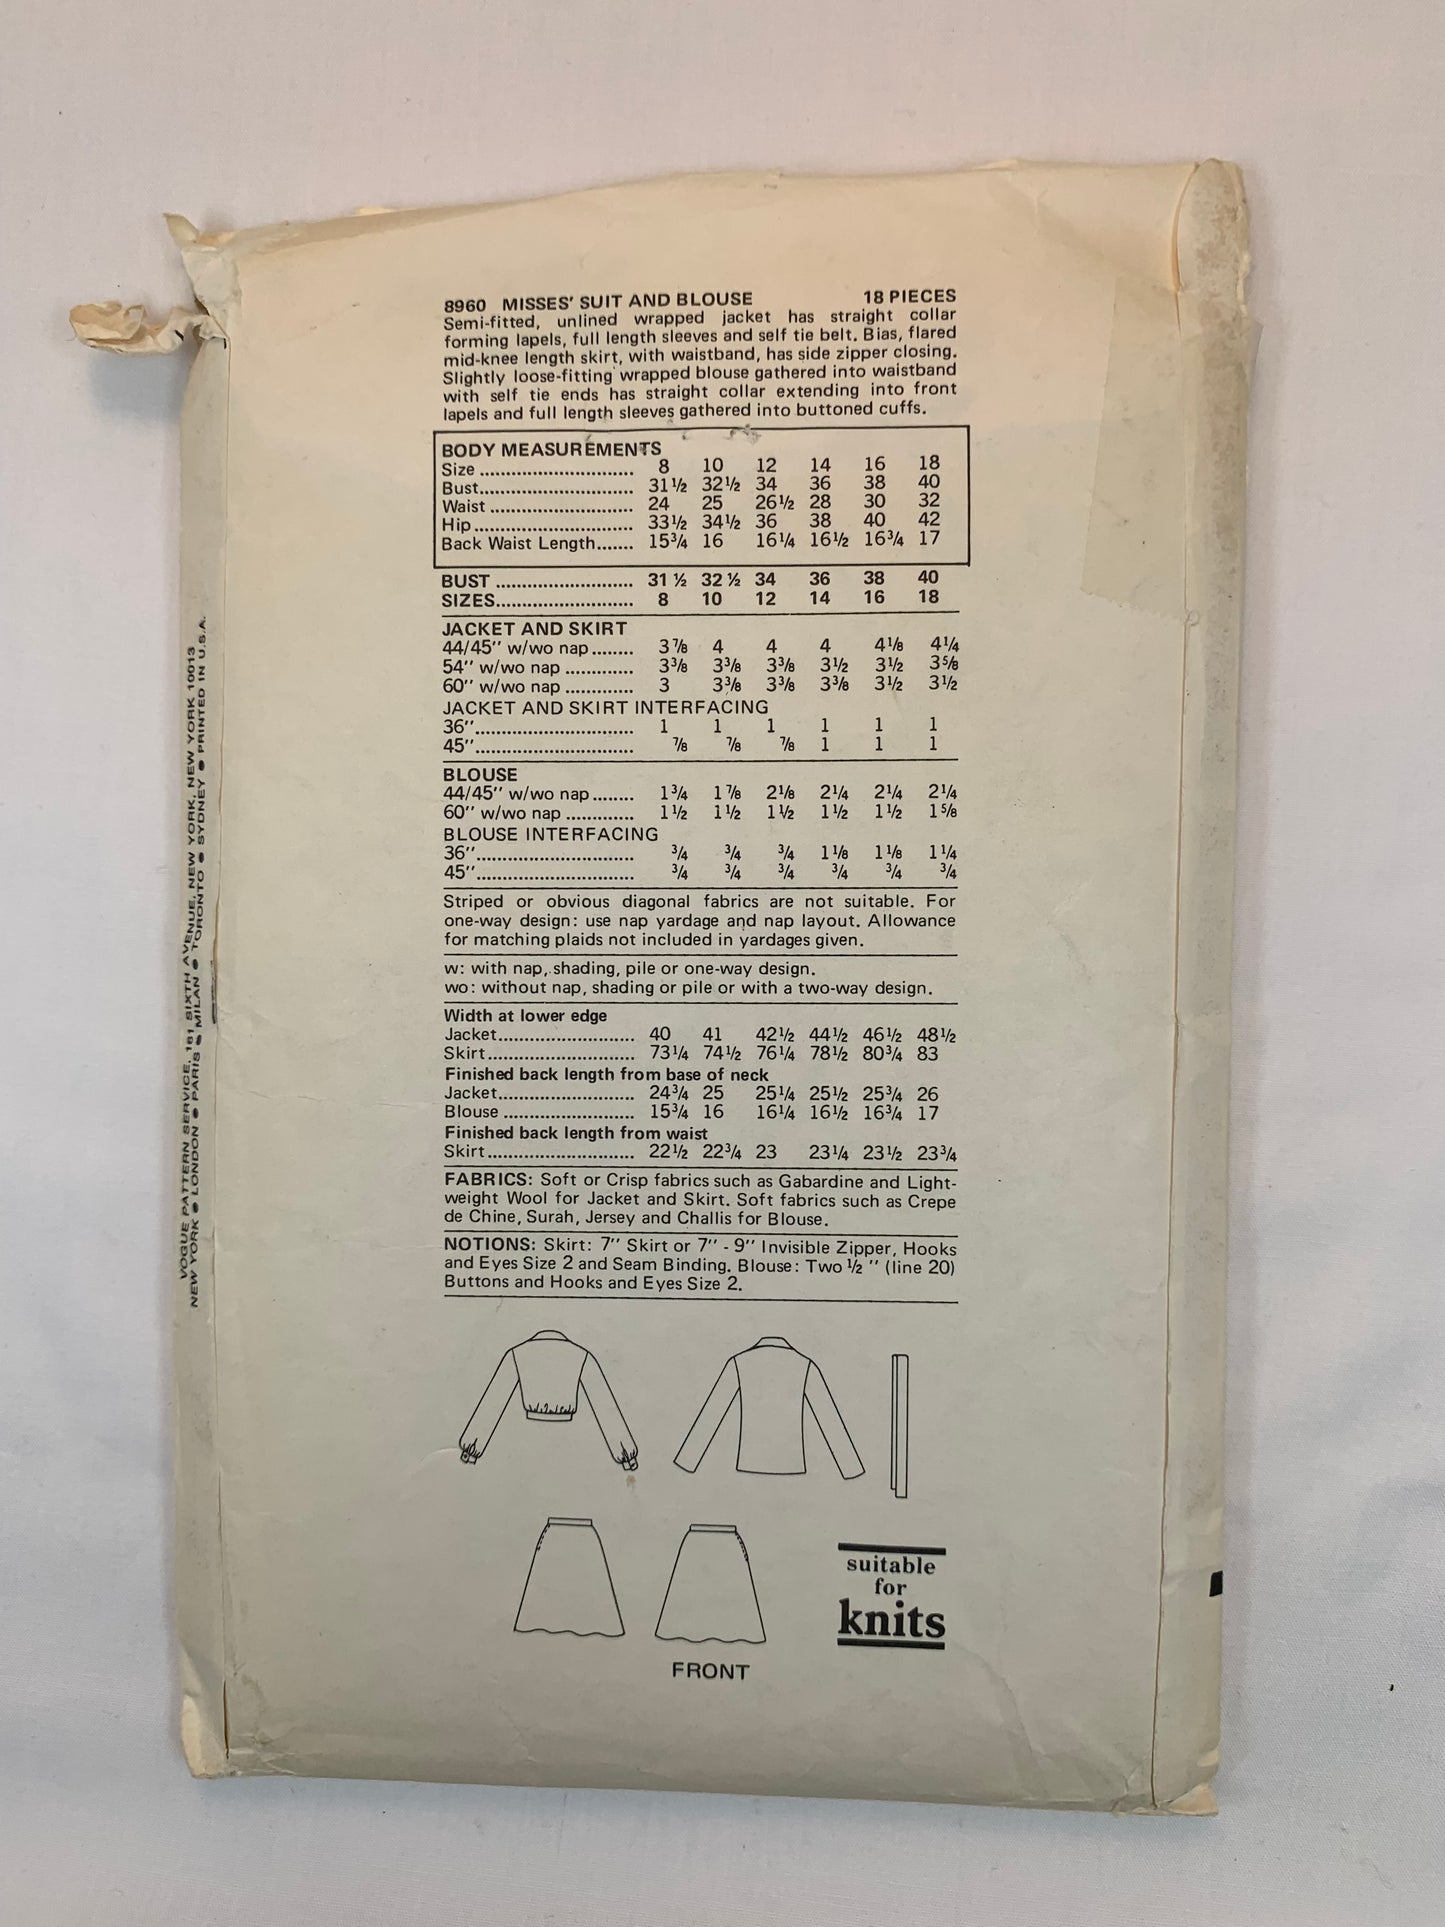 8960 MISSES' SUIT AND BLOUSE 18 PIECES
Semi-fitted, unlined wrapped jacket has straight collar
forming lapels, full length sleeves and self tie belt. Bias, flared
mid-knee length skirt, with waistband, has side zipper closing.
Slightly loose-fitting wrapped blouse gathered into waistband
with self tie ends has straight collar extending into front
lapels and full length sleeves gathered into buttoned cuffs.
BODY MEASUREMENTS
Size ............................. 8 10 12 14 16 18
Bust............................. 31½ 32½ 34 36 38 40
Waist ........................... 24 25 26½ 28 30 32
Hip .............................. 33½ 34½ 36 38 40 42
Back Waist Length....... 15¾ 16 16¼ 16½ 16¾ 17
BUST .......................... 31 ½ 32 ½ 34 36 38 40
SIZES.......................... 8 10 12 14 16 18
JACKET AND SKIRT
44/45'' w/wo nap ........ 3⅞ 4 4 4 4⅛ 4¼
54'' w/wo nap ............. 3⅜ 3⅜ 3⅜ 3½ 3½ 3⅝
60'' w/wo nap ............. 3 3⅜ 3⅜ 3⅜ 3½ 3½
JACKET AND SKIRT INTERFACING
36''.............................. 1 1 1 1 1 1
45''.............................. ⅞ ⅞ ⅞ 1 1 1
BLOUSE
44/45'' w/wo nap ........ 1¾ 1⅞ 2⅛ 2¼ 2¼ 2¼
60'' w/wo nap ............. 1½ 1½ 1½ 1½ 1½ 1⅝
BLOUSE INTERFACING
36''.............................. ¾ ¾ ¾ 1⅛ 1⅛ 1¼
45''.............................. ¾ ¾ ¾ ¾ ¾ ¾
Striped or obvious diagonal fabrics are not suitable. For
one-way design: use nap yardage and nap layout. Allowance
for matching plaids not included in yardages given.
w: with nap, shading, pile or one-way design.
wo: without nap, shading or pile or with a two-way design.
Width at lower edge
Jacket.......................... 40 41 42½ 44½ 46½ 48½
Skirt............................ 73¼ 74½ 76¼ 78½ 80¾ 83
Finished back length from base of neck
Jacket.......................... 24¾ 25 25¼ 25½ 25¾ 26
Blouse ......................... 15¾ 16 16¼ 16½ 16¾ 17
Finished back length from waist
Skirt............................ 22½ 22¾ 23 23¼ 23½ 23¾
FABRICS: Soft or Crisp fabrics such as Gabardine and Light-
weight Wool for Jacket and Skirt. Soft fabrics such as Crepe
de Chine, Surah, Jersey and Challis for Blouse.
NOTIONS: Skirt: 7'' Skirt or 7'' - 9'' Invisible Zipper, Hooks
and Eyes Size 2 and Seam Binding. Blouse: Two ½ '' (line 20)
Buttons and Hooks and Eyes Size 2.
suitable
for
knits
FRONT
VOGUE PATTERN SERVICE, 161 SIXTH AVENUE, NEW YORK, NEW YORK 10013
NEW YORK ● LONDON ● PARIS ● MILAN ● TORONTO ● SYDNEY ● PRINTED IN U.S.A.